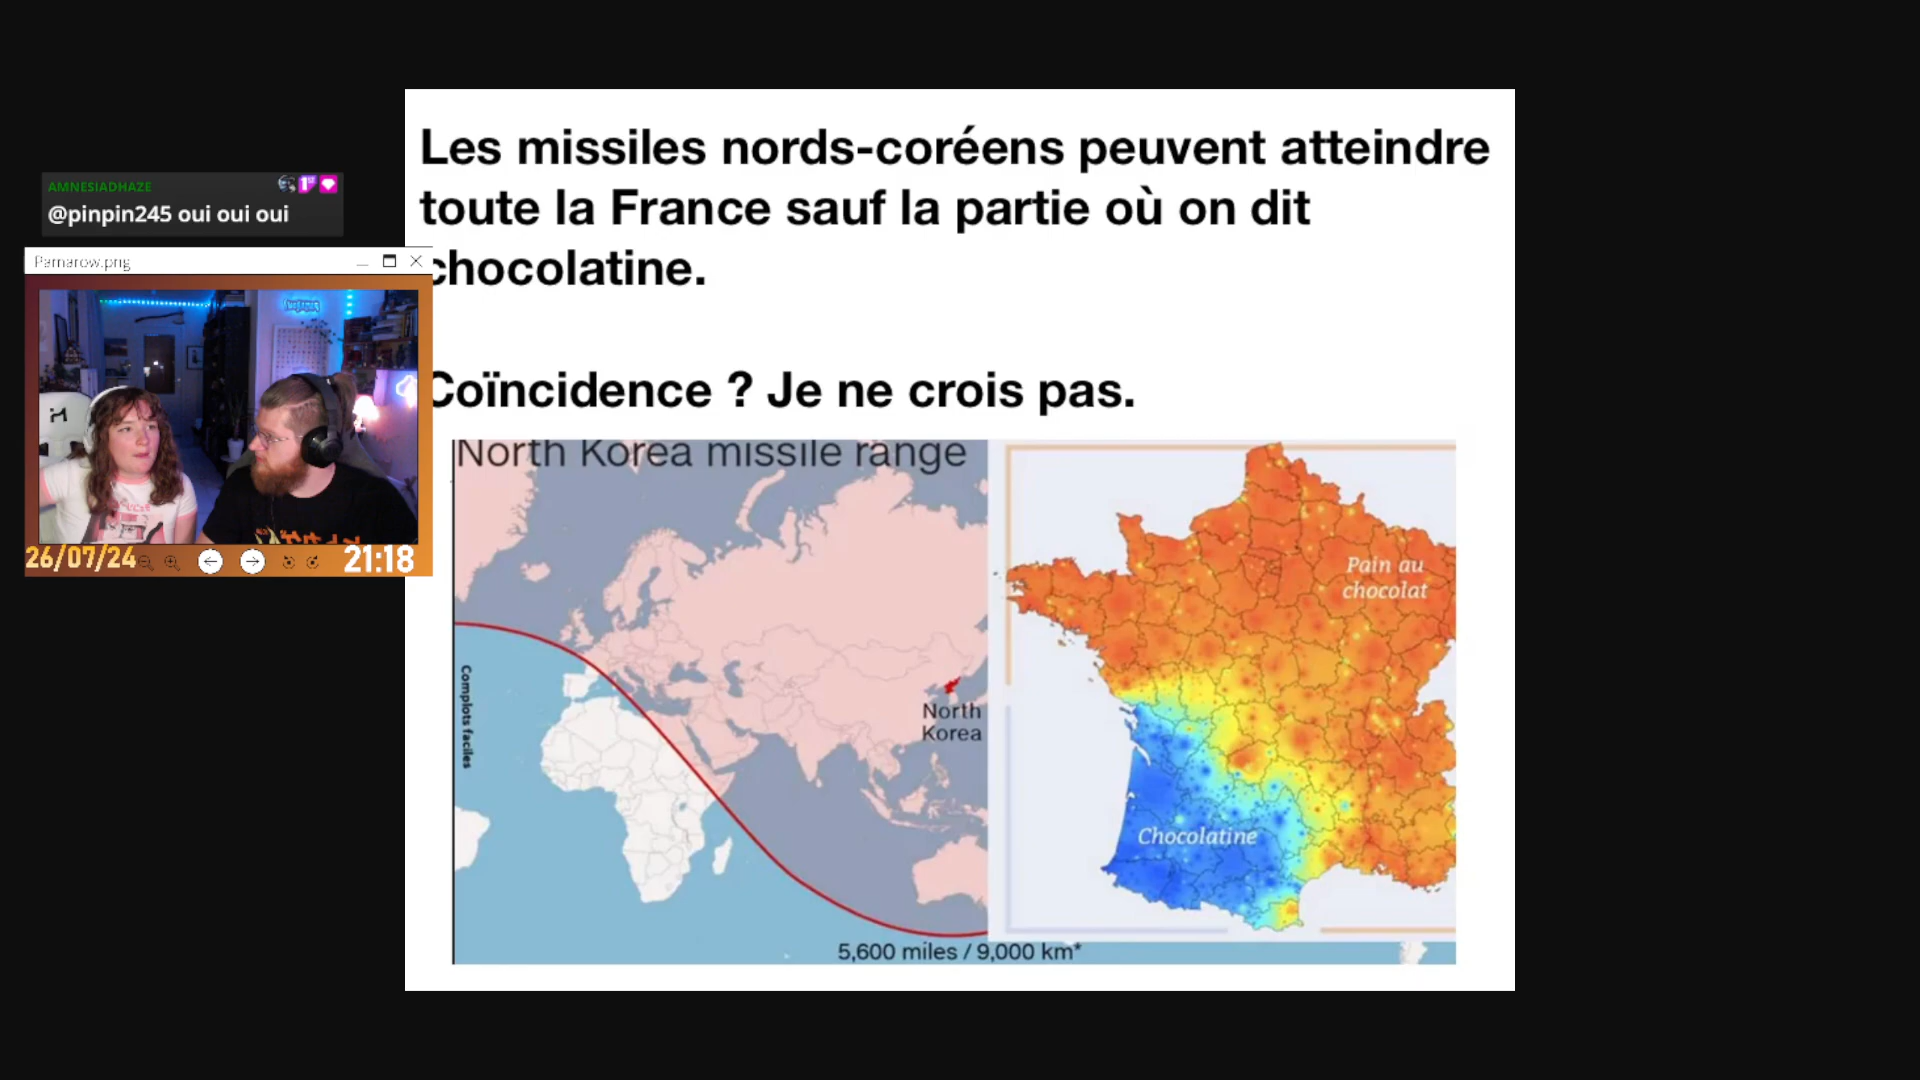 Les missiles nords-coréens peuvent atteindre
toute la France sauf la partie où on dit
chocolatine.
Coïncidence ? Je ne crois pas.
AMNESIADHAZE
@pinpin245 oui oui oui
Pamarow.png
26/07/24
21:18
North Korea missile range
Complots faciles
North
Korea
5,600 miles / 9,000 km*
Pain au
chocolat
Chocolatine